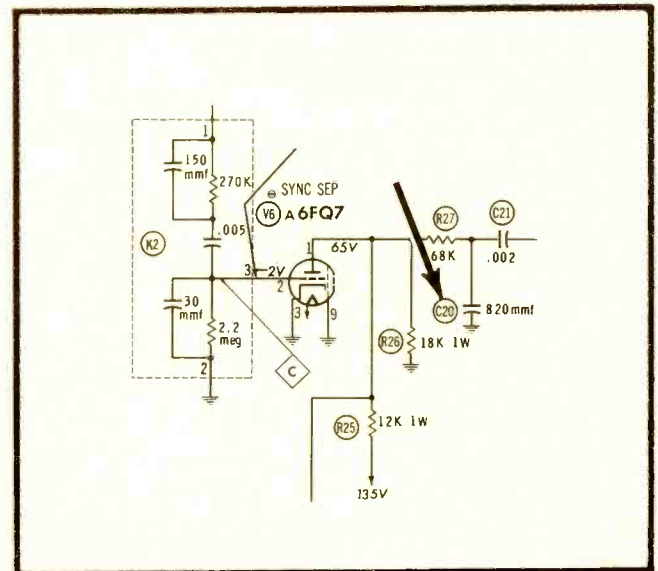 1
150
mmf
270K
⊖ SYNC SEP
V6 A 6FQ7
K2
.005
3 -2V
2
1
65V
R27
68K
C21
.002
30
mmf
2.2
meg
3
9
C20
820mmf
R26
18K 1W
2
C
R25
12K 1W
135V